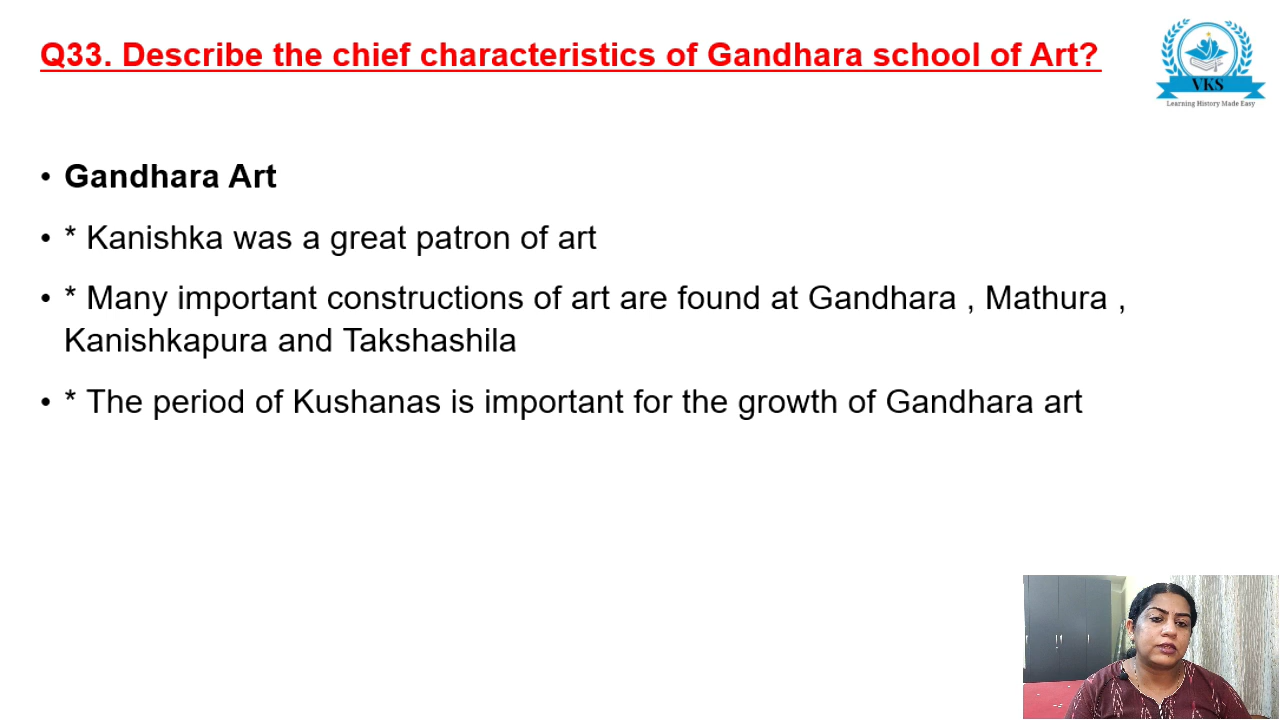 Q33. Describe the chief characteristics of Gandhara school of Art?
VKS
Learning History Made Easy
• Gandhara Art
• * Kanishka was a great patron of art
• * Many important constructions of art are found at Gandhara , Mathura ,
Kanishkapura and Takshashila
• * The period of Kushanas is important for the growth of Gandhara art